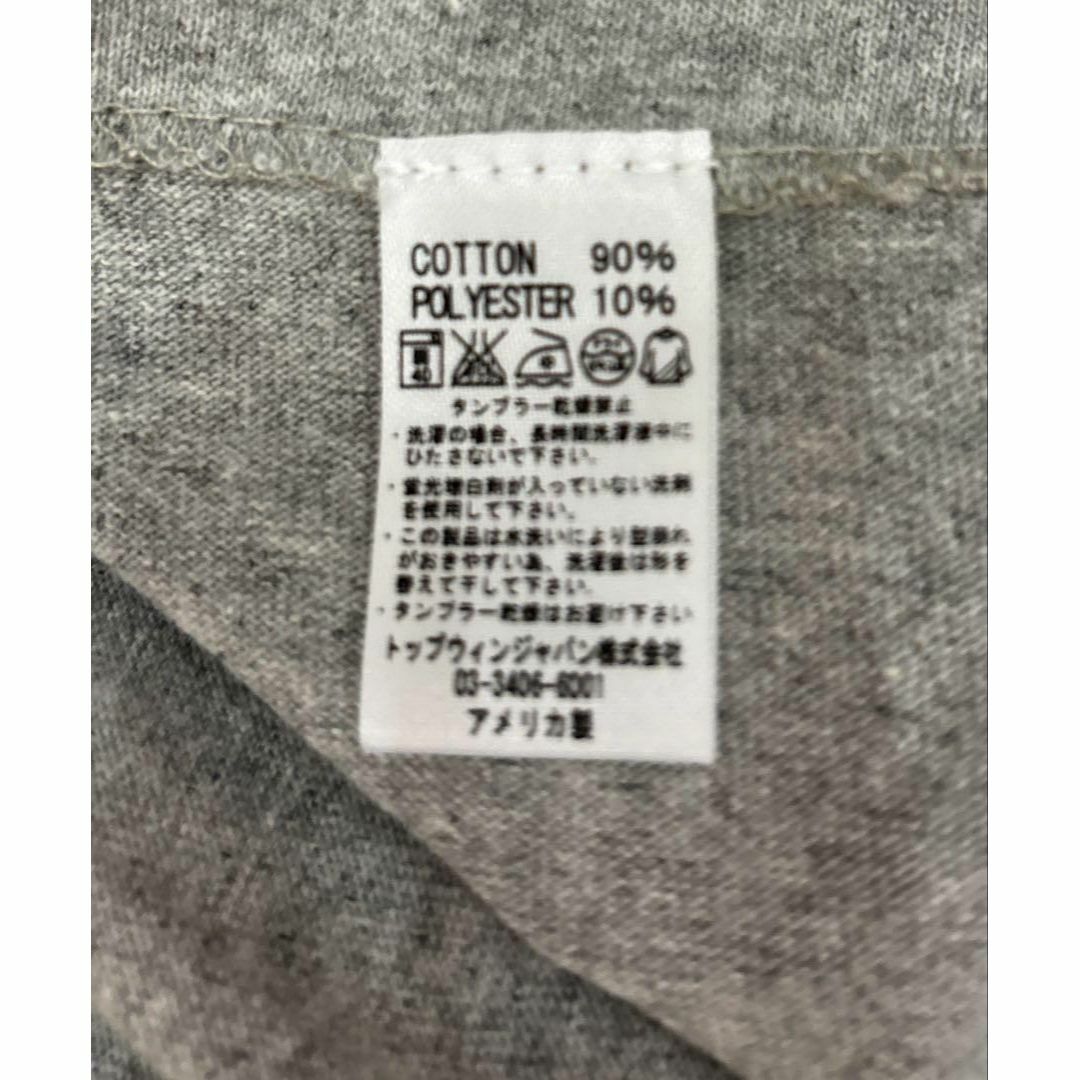 COTTON 90%
POLYESTER 10%
40
タンブラー乾燥禁止
・洗濯の場合、長時間洗濯液中に
ひたさないで下さい。
・蛍光増白剤が入っていない洗剤
を使用して下さい。
・この製品は水洗いにより型崩れ
がおきやすい為、洗濯後は形を
替えて干して下さい。
・タンブラー乾燥はお避け下さい
トップウィンジャパン株式会社
03-3406-6001
アメリカ製